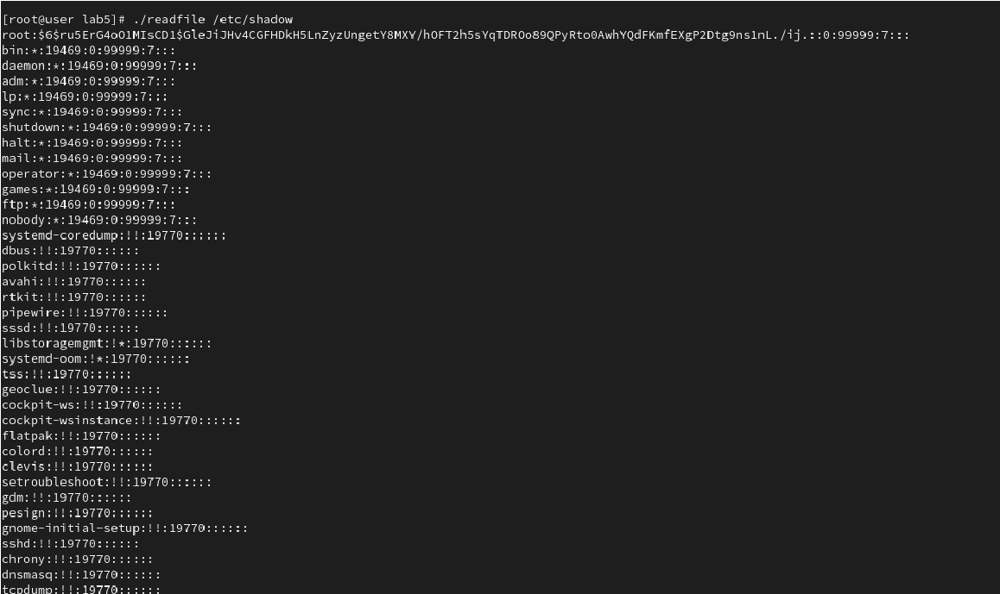 [root@user lab5]# ./readfile /etc/shadow
root:$6$ru5ErG4oO1MIsCD1$GleJiJHv4CGFHDkH5LnZyzUngetY8MXY/hOFT2h5sYqTDROo89QPyRto0AwhYQdFKmfEXgP2Dtg9ns1nL./ij.::0:99999:7:::
bin:*:19469:0:99999:7:::
daemon:*:19469:0:99999:7:::
adm:*:19469:0:99999:7:::
lp:*:19469:0:99999:7:::
sync:*:19469:0:99999:7:::
shutdown:*:19469:0:99999:7:::
halt:*:19469:0:99999:7:::
mail:*:19469:0:99999:7:::
operator:*:19469:0:99999:7:::
games:*:19469:0:99999:7:::
ftp:*:19469:0:99999:7:::
nobody:*:19469:0:99999:7:::
systemd-coredump:!!:19770::::::
dbus:!!:19770::::::
polkitd:!!:19770::::::
avahi:!!:19770::::::
rtkit:!!:19770::::::
pipewire:!!:19770::::::
sssd:!!:19770::::::
libstoragemgmt:!*:19770::::::
systemd-oom:!*:19770::::::
tss:!!:19770::::::
geoclue:!!:19770::::::
cockpit-ws:!!:19770::::::
cockpit-wsinstance:!!:19770::::::
flatpak:!!:19770::::::
colord:!!:19770::::::
clevis:!!:19770::::::
setroubleshoot:!!:19770::::::
gdm:!!:19770::::::
pesign:!!:19770::::::
gnome-initial-setup:!!:19770::::::
sshd:!!:19770::::::
chrony:!!:19770::::::
dnsmasq:!!:19770::::::
tcpdump:!!:19770::::::